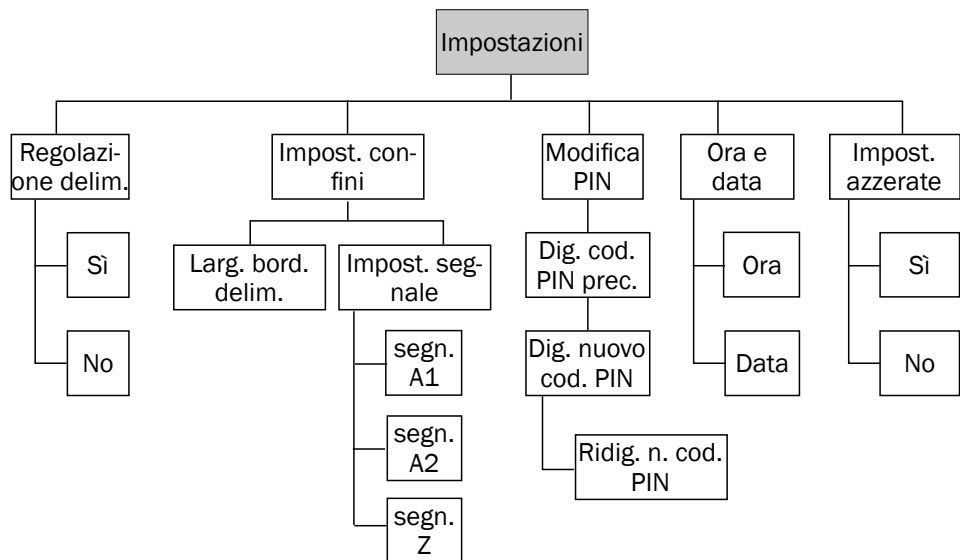 Impostazioni
Regolazi-
one delim.
Sì
No
Impost. con-
fini
Larg. bord.
delim.
Impost. seg-
nale
segn.
A1
segn.
A2
segn.
Z
Modifica
PIN
Dig. cod.
PIN prec.
Dig. nuovo
cod. PIN
Ridig. n. cod.
PIN
Ora e
data
Ora
Data
Impost.
azzerate
Sì
No